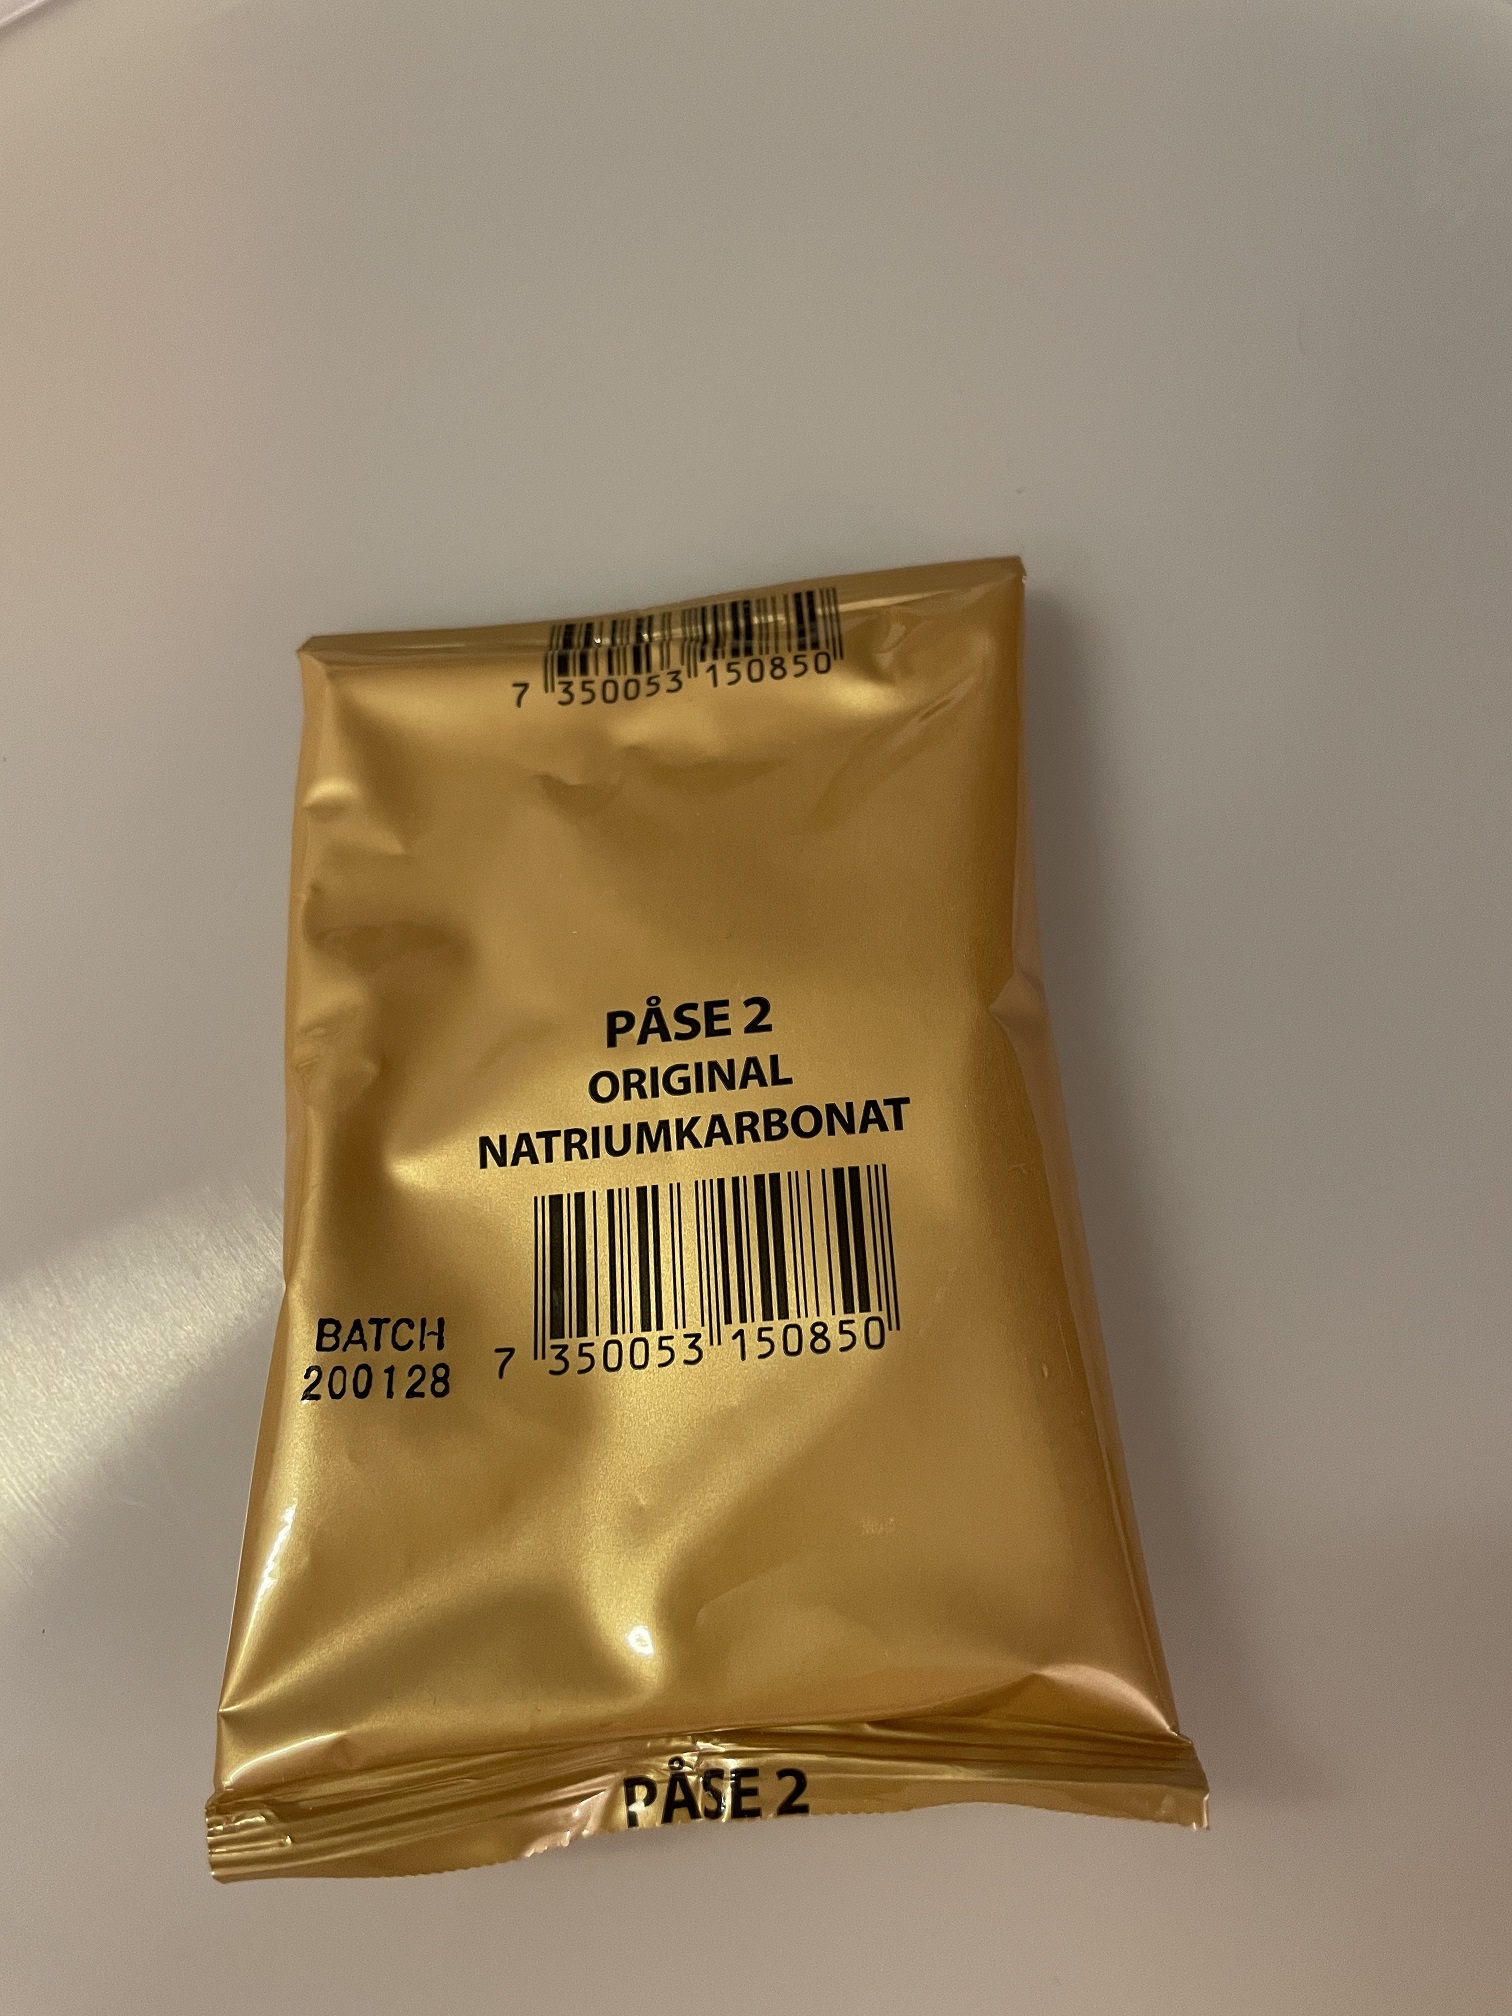 7 350053 150850
PÅSE 2
ORIGINAL
NATRIUMKARBONAT
BATCH
200128
7 350053 150850
PÅSE 2